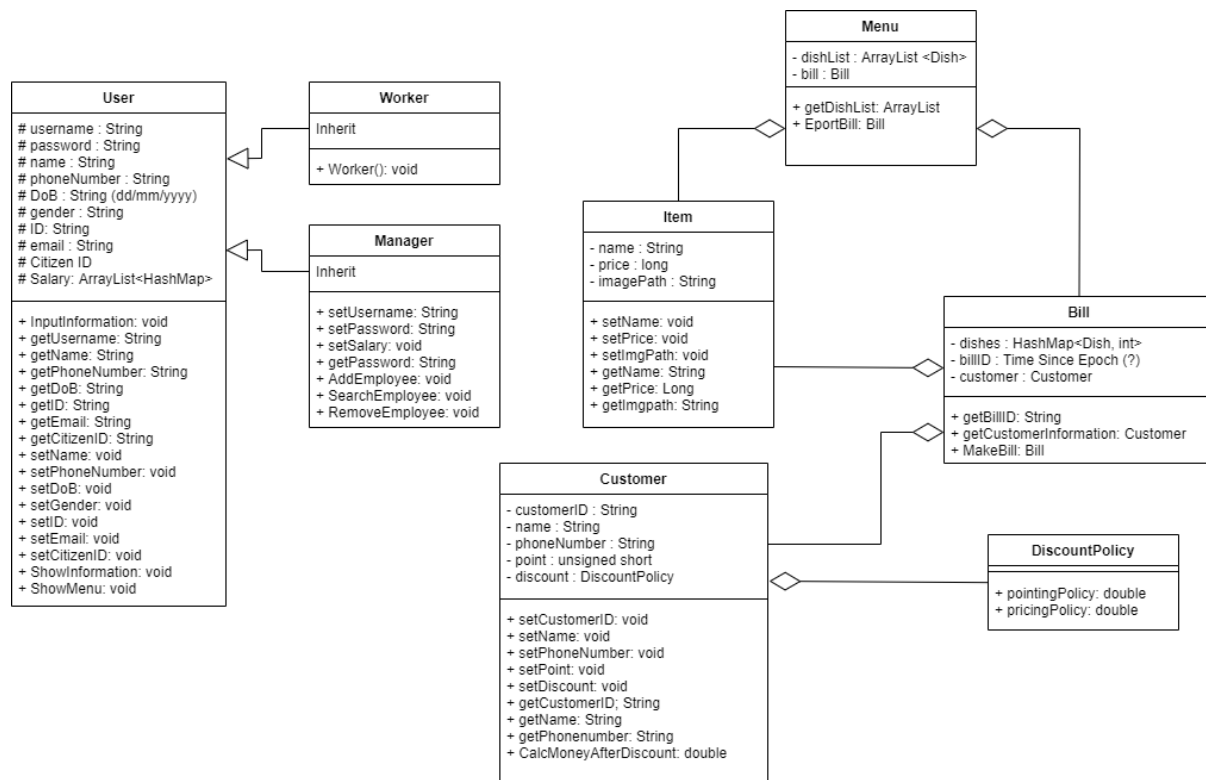 Menu
- dishList : ArrayList <Dish>
- bill : Bill
+ getDishList: ArrayList
+ EportBill: Bill
User
# username : String
# password : String
# name : String
# phoneNumber : String
# DoB : String (dd/mm/yyyy)
# gender : String
# ID: String
# email : String
# Citizen ID
# Salary: ArrayList<HashMap>
+ InputInformation: void
+ getUsername: String
+ getName: String
+ getPhoneNumber: String
+ getDoB: String
+ getID: String
+ getEmail: String
+ getCitizenID: String
+ setName: void
+ setPhoneNumber: void
+ setDoB: void
+ setGender: void
+ setID: void
+ setEmail: void
+ setCitizenID: void
+ ShowInformation: void
+ ShowMenu: void
Worker
Inherit
+ Worker(): void
Manager
Inherit
+ setUsername: String
+ setPassword: String
+ setSalary: void
+ getPassword: String
+ AddEmployee: void
+ SearchEmployee: void
+ RemoveEmployee: void
Item
- name : String
- price : long
- imagePath : String
+ setName: void
+ setPrice: void
+ setImgPath: void
+ getName: String
+ getPrice: Long
+ getImgpath: String
Bill
- dishes : HashMap<Dish, int>
- billID : Time Since Epoch (?)
- customer : Customer
+ getBillID: String
+ getCustomerInformation: Customer
+ MakeBill: Bill
Customer
- customerID : String
- name : String
- phoneNumber : String
- point : unsigned short
- discount : DiscountPolicy
+ setCustomerID: void
+ setName: void
+ setPhoneNumber: void
+ setPoint: void
+ setDiscount: void
+ getCustomerID; String
+ getName: String
+ getPhonenumber: String
+ CalcMoneyAfterDiscount: double
DiscountPolicy
+ pointingPolicy: double
+ pricingPolicy: double